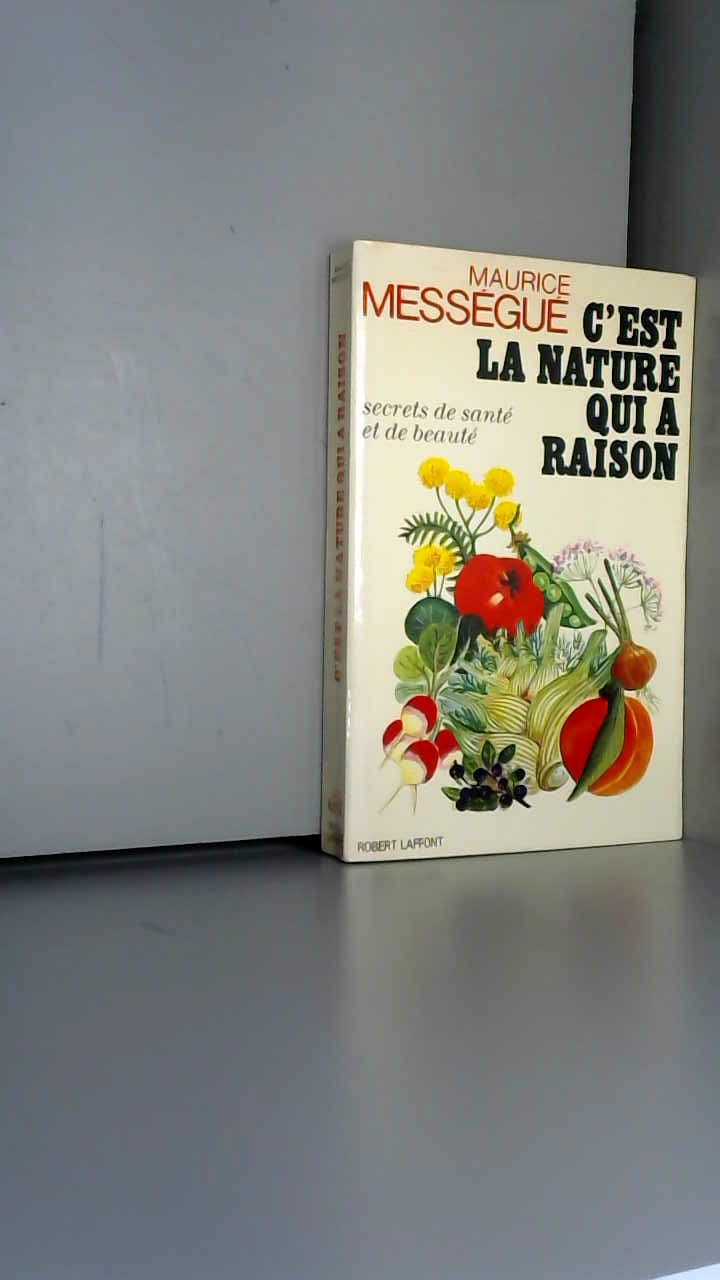 MAURICE
MESSÉGUÉ
C'EST
LA NATURE
QUI A
RAISON
secrets de santé
et de beauté
ROBERT LAFFONT
C'EST LA NATURE QUI A RAISON